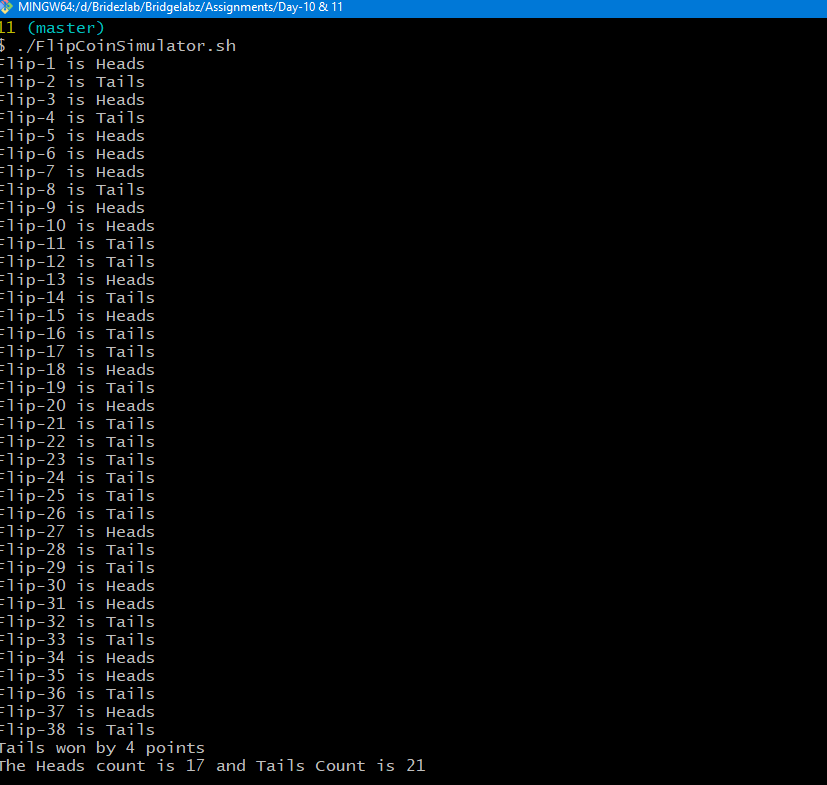 MINGW64:/d/Bridezlab/Bridgelabz/Assignments/Day-10 & 11
11 (master)
$ ./FlipCoinSimulator.sh
Flip-1 is Heads
Flip-2 is Tails
Flip-3 is Heads
Flip-4 is Tails
Flip-5 is Heads
Flip-6 is Heads
Flip-7 is Heads
Flip-8 is Tails
Flip-9 is Heads
Flip-10 is Heads
Flip-11 is Tails
Flip-12 is Tails
Flip-13 is Heads
Flip-14 is Tails
Flip-15 is Heads
Flip-16 is Tails
Flip-17 is Tails
Flip-18 is Heads
Flip-19 is Tails
Flip-20 is Heads
Flip-21 is Tails
Flip-22 is Tails
Flip-23 is Tails
Flip-24 is Tails
Flip-25 is Tails
Flip-26 is Tails
Flip-27 is Heads
Flip-28 is Tails
Flip-29 is Tails
Flip-30 is Heads
Flip-31 is Heads
Flip-32 is Tails
Flip-33 is Tails
Flip-34 is Heads
Flip-35 is Heads
Flip-36 is Tails
Flip-37 is Heads
Flip-38 is Tails
Tails won by 4 points
The Heads count is 17 and Tails Count is 21